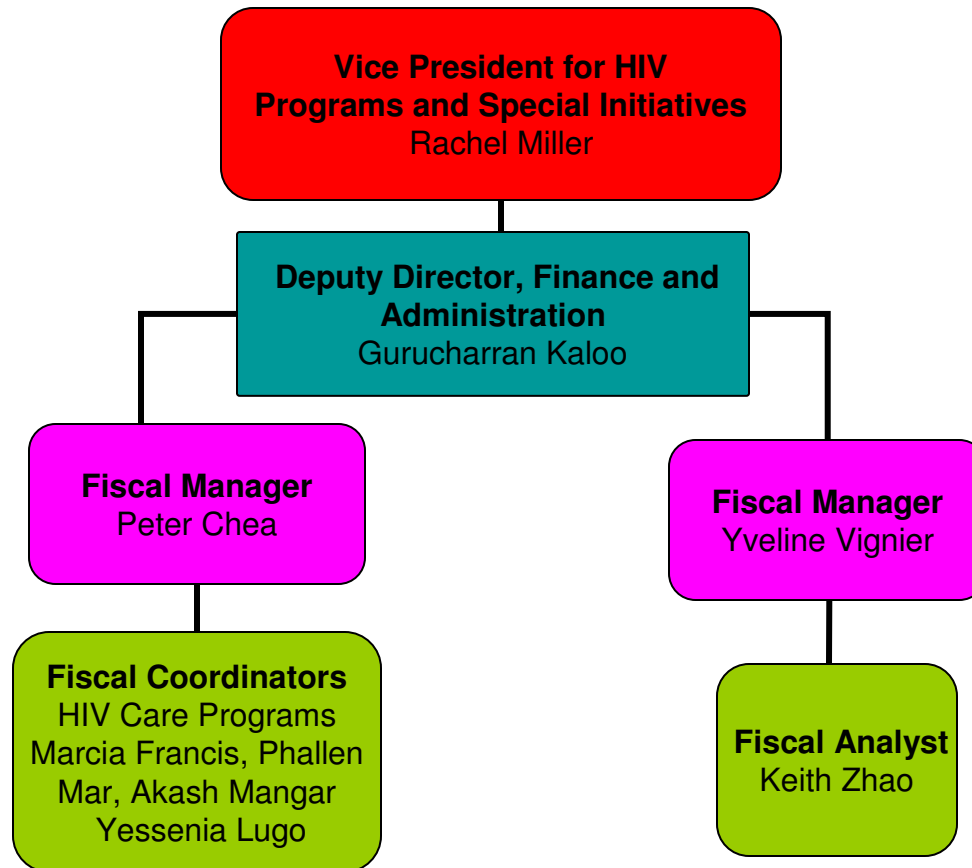 Vice President for HIV
Programs and Special Initiatives
Rachel Miller
Deputy Director, Finance and
Administration
Gurucharran Kaloo
Fiscal Manager
Peter Chea
Fiscal Manager
Yveline Vignier
Fiscal Coordinators
HIV Care Programs
Marcia Francis, Phallen
Mar, Akash Mangar
Yessenia Lugo
Fiscal Analyst
Keith Zhao